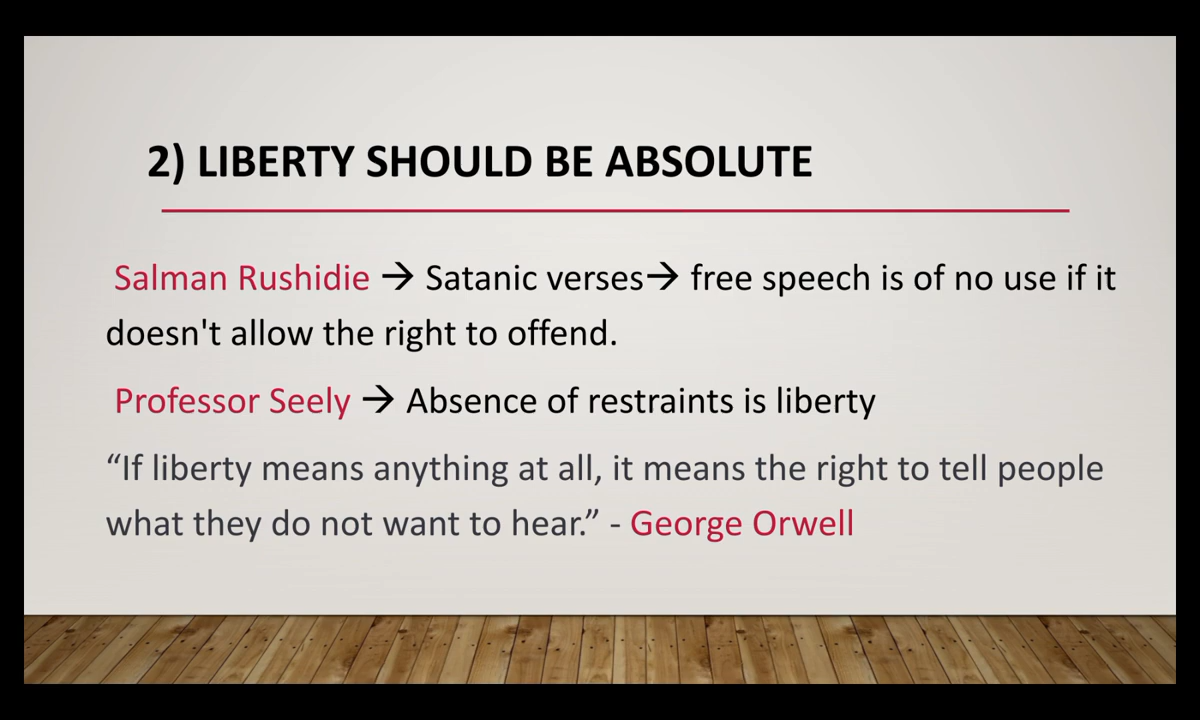 2) LIBERTY SHOULD BE ABSOLUTE
Salman Rushidie → Satanic verses→ free speech is of no use if it
doesn't allow the right to offend.
Professor Seely → Absence of restraints is liberty
“If liberty means anything at all, it means the right to tell people
what they do not want to hear.” - George Orwell